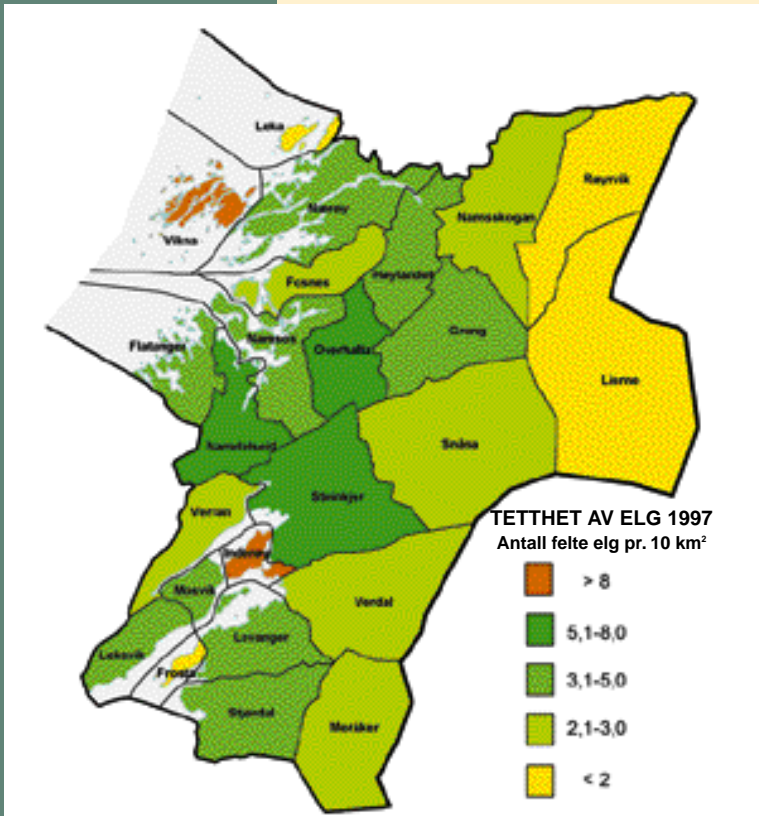 Leka
Røyrvik
Nærøy
Namsskogan
Vikna
Høylandet
Fosnes
Namsos
Grong
Flatanger
Overhalla
Lierne
Namdalseid
Snåsa
Steinkjer
Verran
TETTHET AV ELG 1997
Antall felte elg pr. 10 km²
Inderøy
> 8
Mosvik
Verdal
5,1-8,0
Levanger
Leksvik
Frosta
3,1-5,0
Stjørdal
Meråker
2,1-3,0
< 2